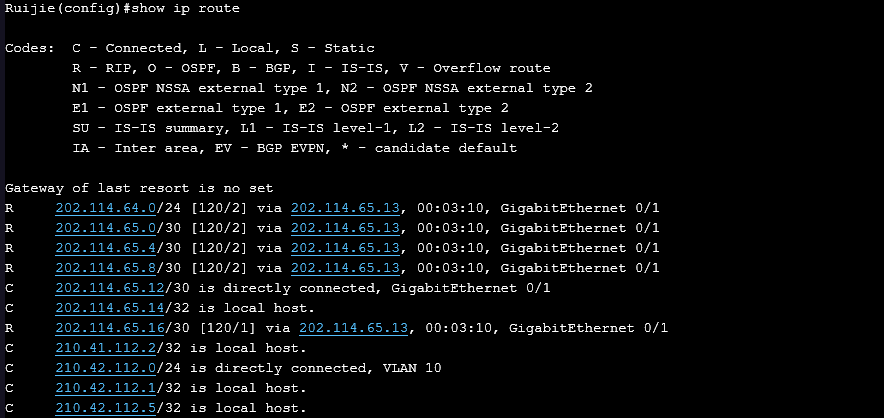 Ruijie(config)#show ip route

Codes:  C - Connected, L - Local, S - Static
        R - RIP, O - OSPF, B - BGP, I - IS-IS, V - Overflow route
        N1 - OSPF NSSA external type 1, N2 - OSPF NSSA external type 2
        E1 - OSPF external type 1, E2 - OSPF external type 2
        SU - IS-IS summary, L1 - IS-IS level-1, L2 - IS-IS level-2
        IA - Inter area, EV - BGP EVPN, * - candidate default

Gateway of last resort is no set
R     202.114.64.0/24 [120/2] via 202.114.65.13, 00:03:10, GigabitEthernet 0/1
R     202.114.65.0/30 [120/2] via 202.114.65.13, 00:03:10, GigabitEthernet 0/1
R     202.114.65.4/30 [120/2] via 202.114.65.13, 00:03:10, GigabitEthernet 0/1
R     202.114.65.8/30 [120/2] via 202.114.65.13, 00:03:10, GigabitEthernet 0/1
C     202.114.65.12/30 is directly connected, GigabitEthernet 0/1
C     202.114.65.14/32 is local host.
R     202.114.65.16/30 [120/1] via 202.114.65.13, 00:03:10, GigabitEthernet 0/1
C     210.41.112.2/32 is local host.
C     210.42.112.0/24 is directly connected, VLAN 10
C     210.42.112.1/32 is local host.
C     210.42.112.5/32 is local host.